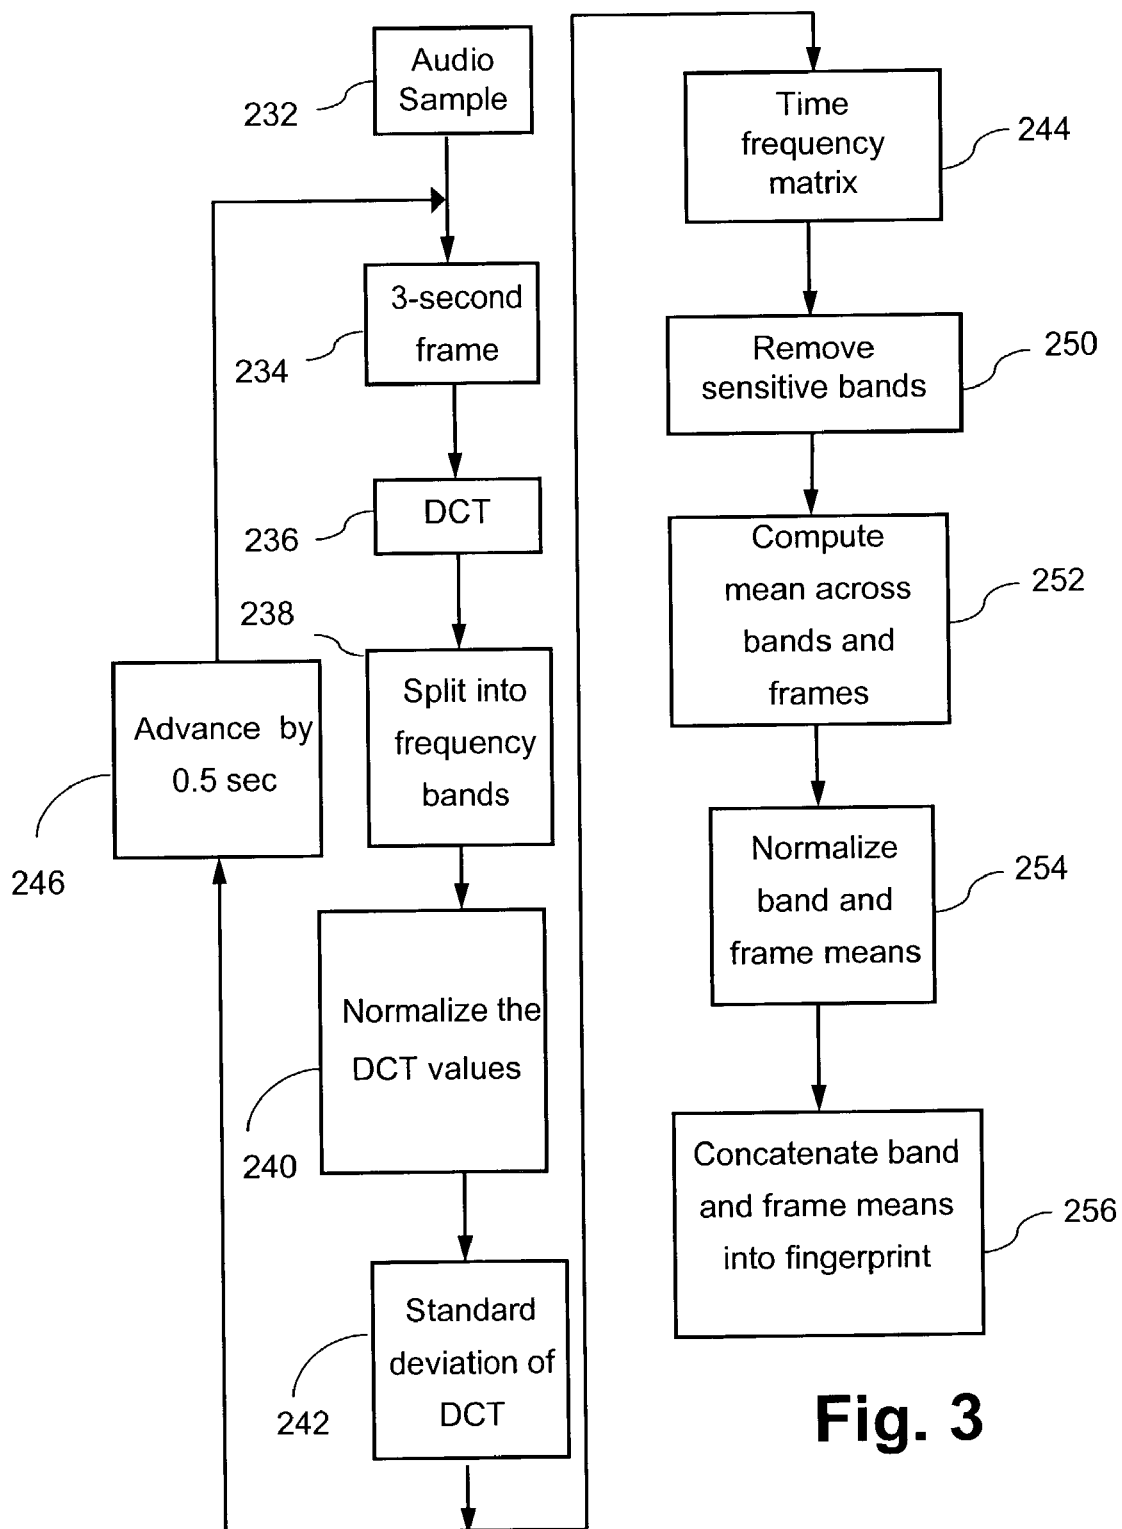 Audio
Sample
232
3-second
frame
234
DCT
236
238
Split into
frequency
bands
Advance by
0.5 sec
246
Normalize the
DCT values
240
Standard
deviation of
DCT
242
Time
frequency
matrix
244
Remove
sensitive bands
250
Compute
mean across
bands and
frames
252
Normalize
band and
frame means
254
Concatenate band
and frame means
into fingerprint
256
Fig. 3